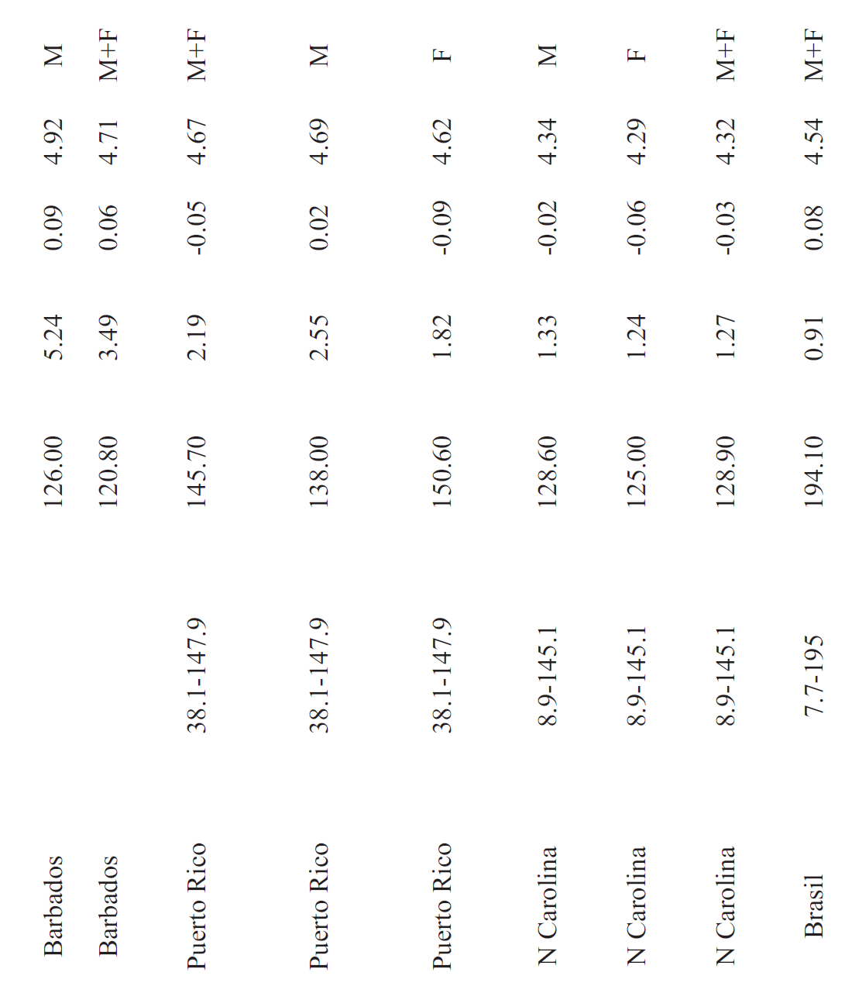 Barbados 126.00 5.24 0.09 4.92 M
Barbados 120.80 3.49 0.06 4.71 M+F
Puerto Rico 38.1-147.9 145.70 2.19 -0.05 4.67 M+F
Puerto Rico 38.1-147.9 138.00 2.55 0.02 4.69 M
Puerto Rico 38.1-147.9 150.60 1.82 -0.09 4.62 F
N Carolina 8.9-145.1 128.60 1.33 -0.02 4.34 M
N Carolina 8.9-145.1 125.00 1.24 -0.06 4.29 F
N Carolina 8.9-145.1 128.90 1.27 -0.03 4.32 M+F
Brasil 7.7-195 194.10 0.91 0.08 4.54 M+F